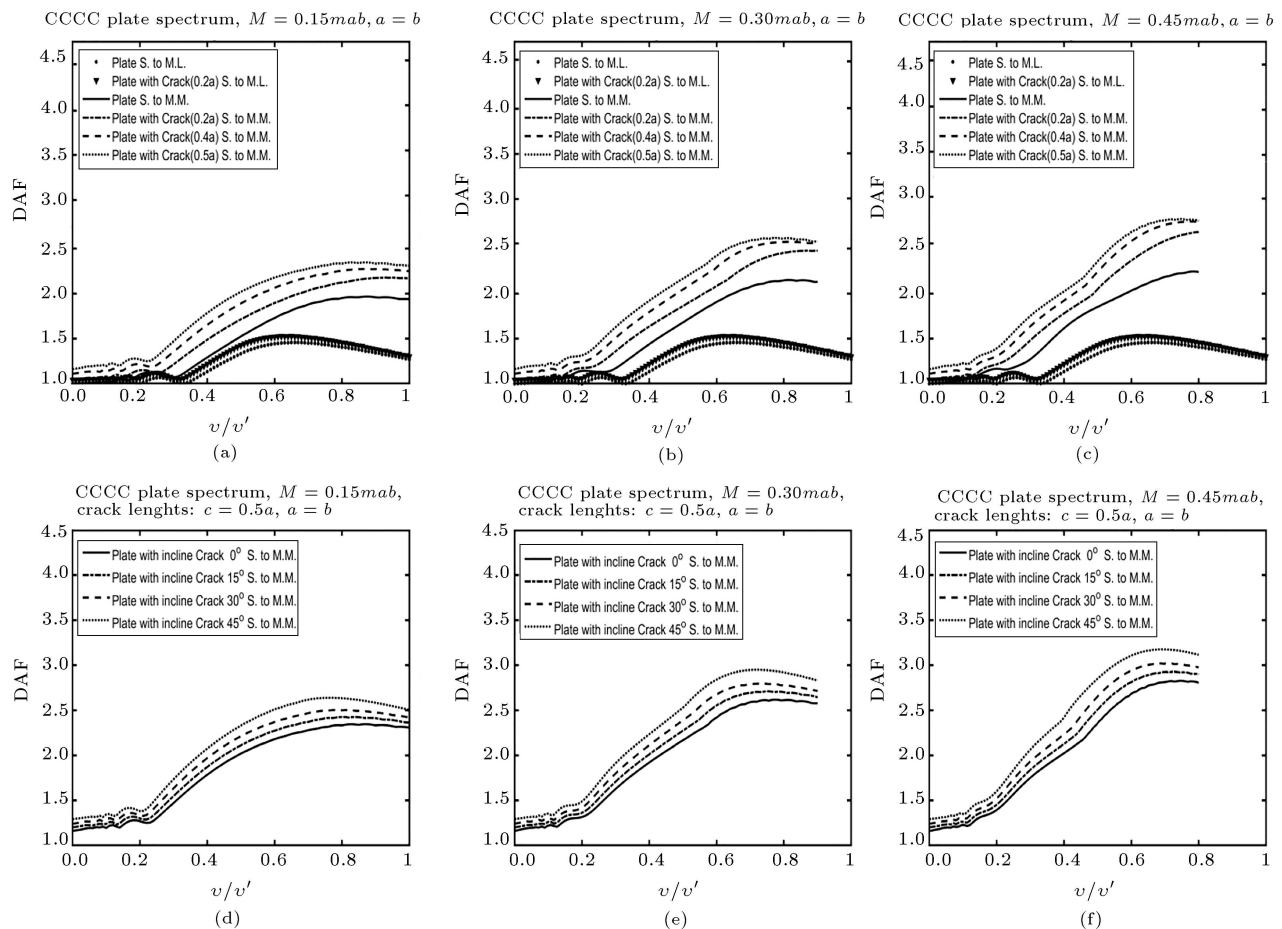 CCCC plate spectrum, M = 0.15mab, a = b
4.5
4.0
3.5
3.0
2.5
2.0
1.5
1.0
DAF
Plate S. to M.L.
Plate with Crack(0.2a) S. to M.L.
Plate S. to M.M.
Plate with Crack(0.2a) S. to M.M.
Plate with Crack(0.4a) S. to M.M.
Plate with Crack(0.5a) S. to M.M.
0.0 0.2 0.4 0.6 0.8 1
υ/υ′
(a)
CCCC plate spectrum, M = 0.30mab, a = b
4.5
4.0
3.5
3.0
2.5
2.0
1.5
1.0
DAF
Plate S. to M.L.
Plate with Crack(0.2a) S. to M.L.
Plate S. to M.M.
Plate with Crack(0.2a) S. to M.M.
Plate with Crack(0.4a) S. to M.M.
Plate with Crack(0.5a) S. to M.M.
0.0 0.2 0.4 0.6 0.8 1
υ/υ′
(b)
CCCC plate spectrum, M = 0.45mab, a = b
4.5
4.0
3.5
3.0
2.5
2.0
1.5
1.0
DAF
Plate S. to M.L.
Plate with Crack(0.2a) S. to M.L.
Plate S. to M.M.
Plate with Crack(0.2a) S. to M.M.
Plate with Crack(0.4a) S. to M.M.
Plate with Crack(0.5a) S. to M.M.
0.0 0.2 0.4 0.6 0.8 1
υ/υ′
(c)
CCCC plate spectrum, M = 0.15mab,
crack lenghts: c = 0.5a, a = b
4.5
4.0
3.5
3.0
2.5
2.0
1.5
1.0
DAF
Plate with incline Crack 0° S. to M.M.
Plate with incline Crack 15° S. to M.M.
Plate with incline Crack 30° S. to M.M.
Plate with incline Crack 45° S. to M.M.
0.0 0.2 0.4 0.6 0.8 1
υ/υ′
(d)
CCCC plate spectrum, M = 0.30mab,
crack lenghts: c = 0.5a, a = b
4.5
4.0
3.5
3.0
2.5
2.0
1.5
1.0
DAF
Plate with incline Crack 0° S. to M.M.
Plate with incline Crack 15° S. to M.M.
Plate with incline Crack 30° S. to M.M.
Plate with incline Crack 45° S. to M.M.
0.0 0.2 0.4 0.6 0.8 1
υ/υ′
(e)
CCCC plate spectrum, M = 0.45mab,
crack lenghts: c = 0.5a, a = b
4.5
4.0
3.5
3.0
2.5
2.0
1.5
1.0
DAF
Plate with incline Crack 0° S. to M.M.
Plate with incline Crack 15° S. to M.M.
Plate with incline Crack 30° S. to M.M.
Plate with incline Crack 45° S. to M.M.
0.0 0.2 0.4 0.6 0.8 1
υ/υ′
(f)